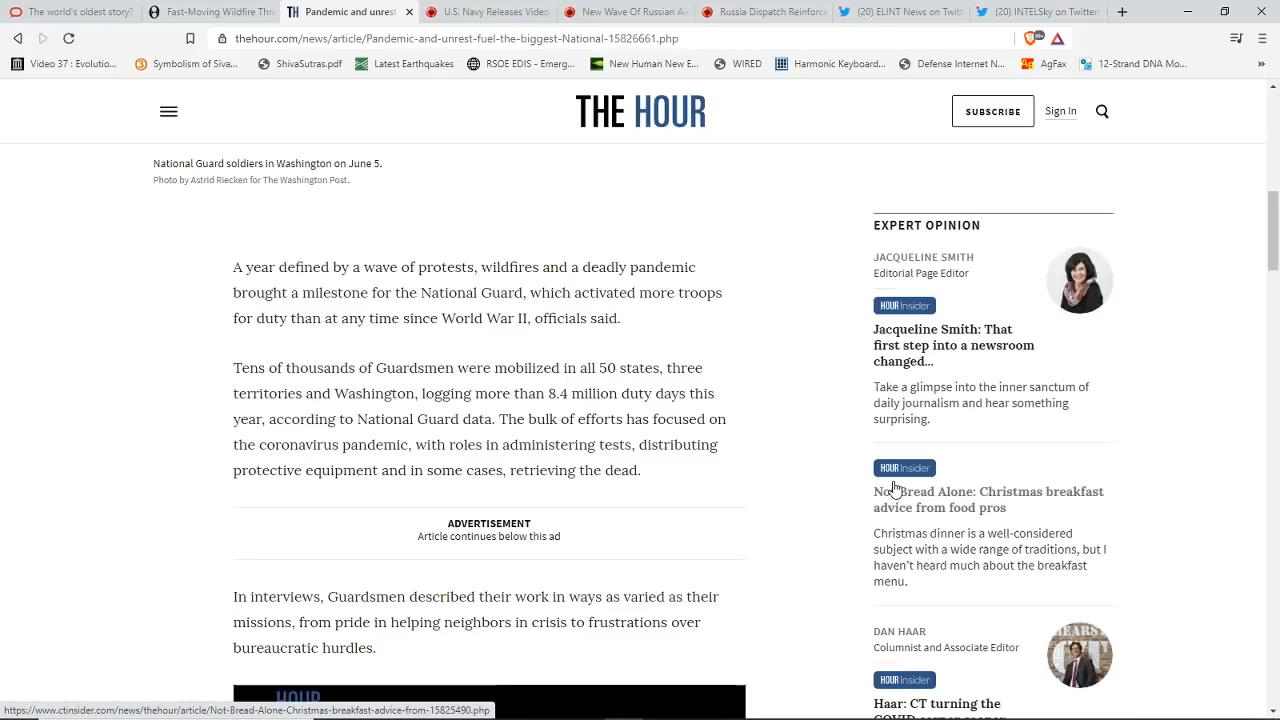 The world's oldest story?
Fast-Moving Wildfire Thr
Pandemic and unrest
U.S. Navy Releases Video
New Wave Of Russian Ai
Russia Dispatch Reinforce
(20) ELINT News on Twitt
(20) INTELSky on Twitter
thehour.com/news/article/Pandemic-and-unrest-fuel-the-biggest-National-15826661.php
99+
Video 37 : Evolutio...
Symbolism of Siva...
ShivaSutras.pdf
Latest Earthquakes
RSOE EDIS - Emerg...
New Human New E...
WIRED
Harmonic Keyboard...
Defense Internet N...
AgFax
12-Strand DNA Mo...
THE HOUR
SUBSCRIBE
Sign In
National Guard soldiers in Washington on June 5.
Photo by Astrid Riecken for The Washington Post.
A year defined by a wave of protests, wildfires and a deadly pandemic
brought a milestone for the National Guard, which activated more troops
for duty than at any time since World War II, officials said.
Tens of thousands of Guardsmen were mobilized in all 50 states, three
territories and Washington, logging more than 8.4 million duty days this
year, according to National Guard data. The bulk of efforts has focused on
the coronavirus pandemic, with roles in administering tests, distributing
protective equipment and in some cases, retrieving the dead.
ADVERTISEMENT
Article continues below this ad
In interviews, Guardsmen described their work in ways as varied as their
missions, from pride in helping neighbors in crisis to frustrations over
bureaucratic hurdles.
HOUR
EXPERT OPINION
JACQUELINE SMITH
Editorial Page Editor
HOUR Insider
Jacqueline Smith: That
first step into a newsroom
changed...
Take a glimpse into the inner sanctum of
daily journalism and hear something
surprising.
HOUR Insider
Not Bread Alone: Christmas breakfast
advice from food pros
Christmas dinner is a well-considered
subject with a wide range of traditions, but I
haven't heard much about the breakfast
menu.
DAN HAAR
Columnist and Associate Editor
HOUR Insider
Haar: CT turning the
https://www.ctinsider.com/news/thehour/article/Not-Bread-Alone-Christmas-breakfast-advice-from-15825490.php